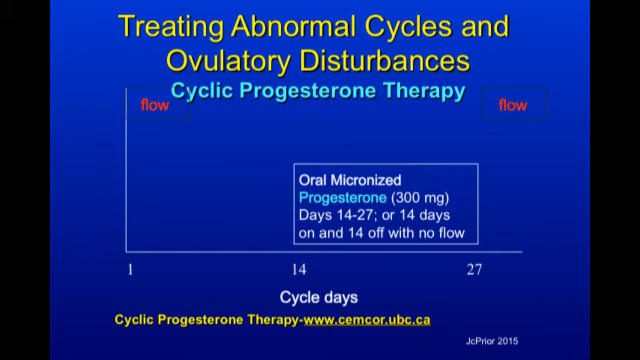 Treating Abnormal Cycles and
Ovulatory Disturbances
Cyclic Progesterone Therapy
flow
flow
Oral Micronized
Progesterone (300 mg)
Days 14-27; or 14 days
on and 14 off with no flow
1
14
27
Cycle days
Cyclic Progesterone Therapy-www.cemcor.ubc.ca
JcPrior 2015